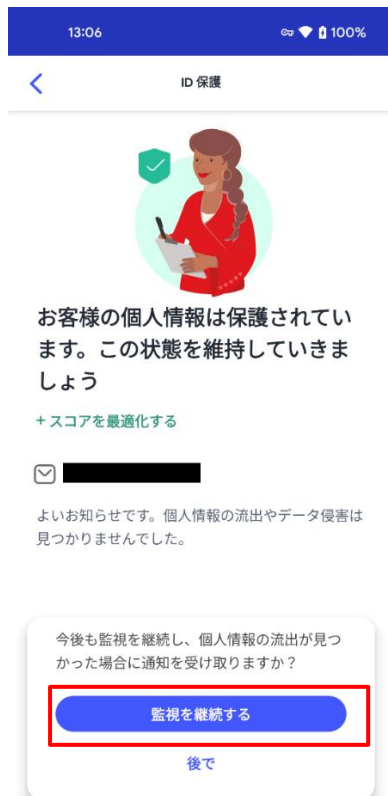 13:06
100%
ID 保護
お客様の個人情報は保護されてい
ます。この状態を維持していきま
しょう
+ スコアを最適化する
よいお知らせです。個人情報の流出やデータ侵害は
見つかりませんでした。
今後も監視を継続し、個人情報の流出が見つ
かった場合に通知を受け取りますか？
監視を継続する
後で